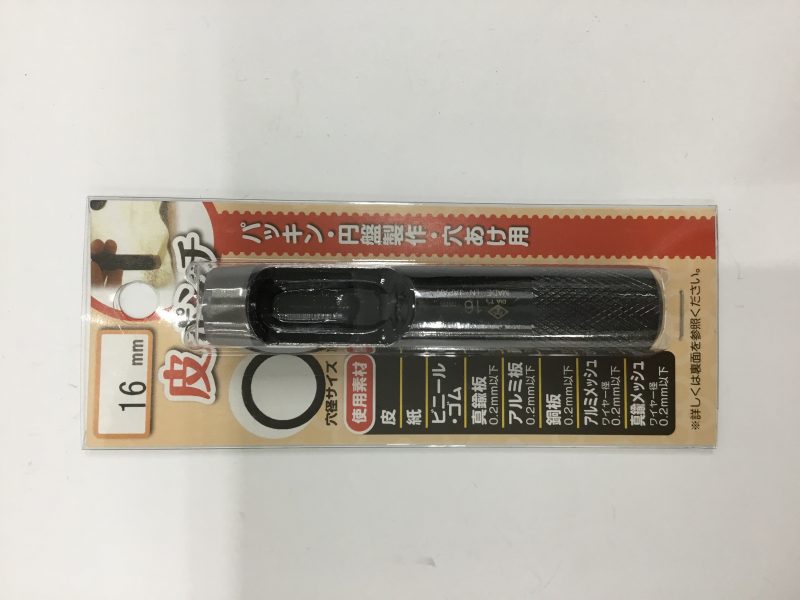 16 mm
皮ポンチ
パッキン・円盤製作・穴あけ用
MADE IN JAPAN
16
穴径サイズ
使用素材
皮
紙
ビニール
・ゴム
真鍮板
0.2mm以下
アルミ板
0.2mm以下
銅板
0.2mm以下
アルミメッシュ
ワイヤー径
0.2mm以下
真鍮メッシュ
ワイヤー径
0.2mm以下
※詳しくは裏面を参照ください。